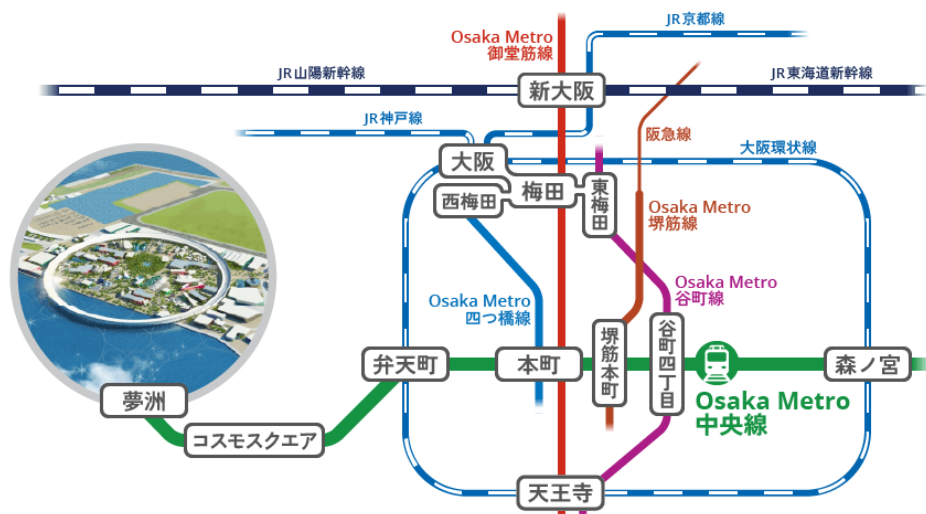 JR京都線
Osaka Metro
御堂筋線
JR山陽新幹線
JR東海道新幹線
新大阪
JR神戸線
阪急線
大阪環状線
大阪
梅田
東梅田
西梅田
Osaka Metro
堺筋線
Osaka Metro
谷町線
Osaka Metro
四つ橋線
弁天町
本町
堺筋本町
谷町四丁目
森ノ宮
夢洲
Osaka Metro
中央線
コスモスクエア
天王寺